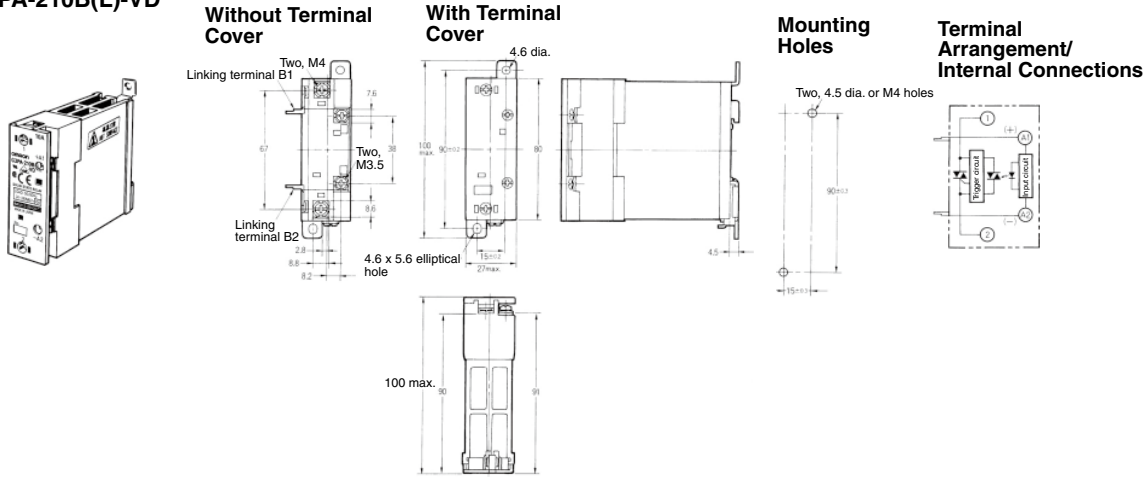 PA-210B(L)-VD
Without Terminal
Cover
Two, M4
Linking terminal B1
7.6
67
38
Two,
M3.5
8.6
Linking
terminal B2
2.8
8.8
8.2
With Terminal
Cover
4.6 dia.
100
max.
90±0.2
80
15±0.2
27max.
4.6 x 5.6 elliptical
hole
4.5
100 max.
90
91
Mounting
Holes
Two, 4.5 dia. or M4 holes
90±0.3
15±0.3
Terminal
Arrangement/
Internal Connections
1
(+)
A1
Trigger circuit
Input circuit
A2
(−)
2